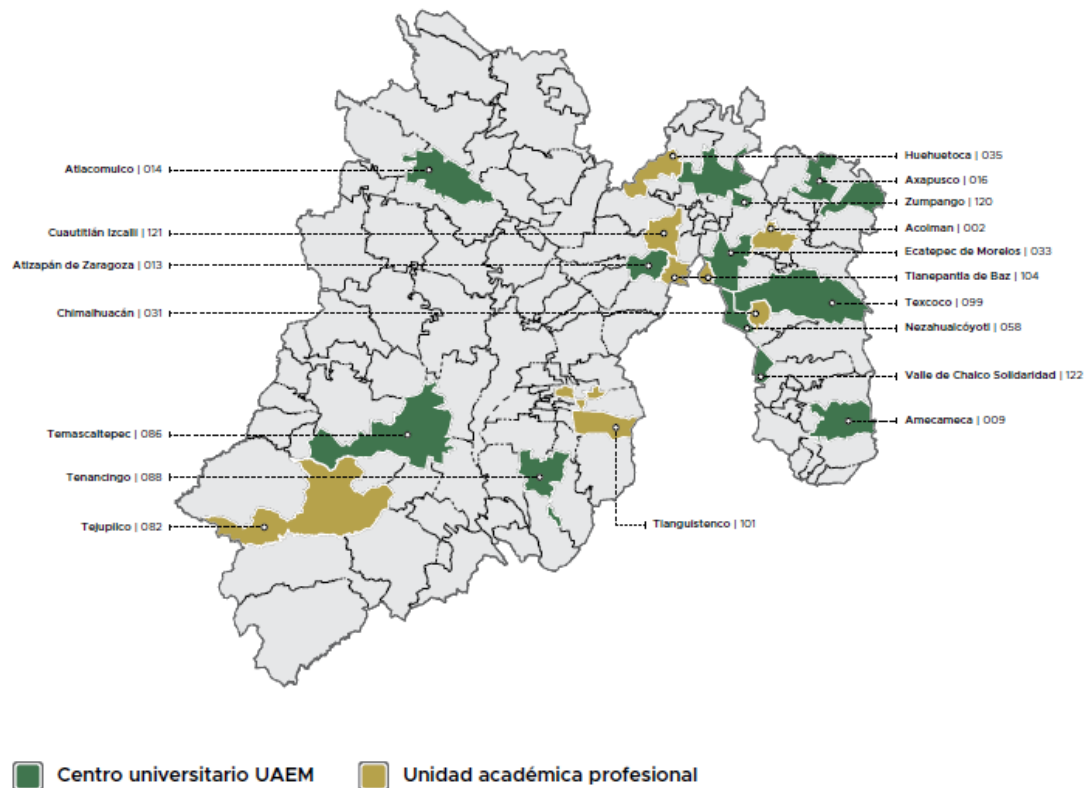 Atlacomulco | 014
Cuautitlán Izcalli | 121
Atizapán de Zaragoza | 013
Chimalhuacán | 031
Temascaltepec | 086
Tenancingo | 088
Tejupilco | 082
Huehuetoca | 035
Axapusco | 016
Zumpango | 120
Acolman | 002
Ecatepec de Morelos | 033
Tlanepantla de Baz | 104
Texcoco | 099
Nezahualcóyotl | 058
Valle de Chalco Solidaridad | 122
Amecameca | 009
Tianguistenco | 101
Centro universitario UAEM
Unidad académica profesional